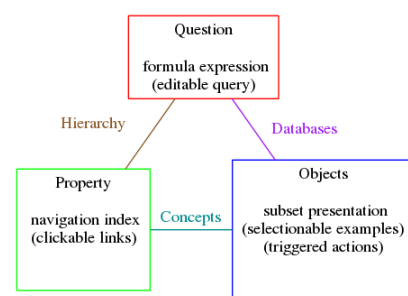 Question
formula expression
(editable query)
Hierarchy
Databases
Property
navigation index
(clickable links)
Concepts
Objects
subset presentation
(selectionable examples)
(triggered actions)